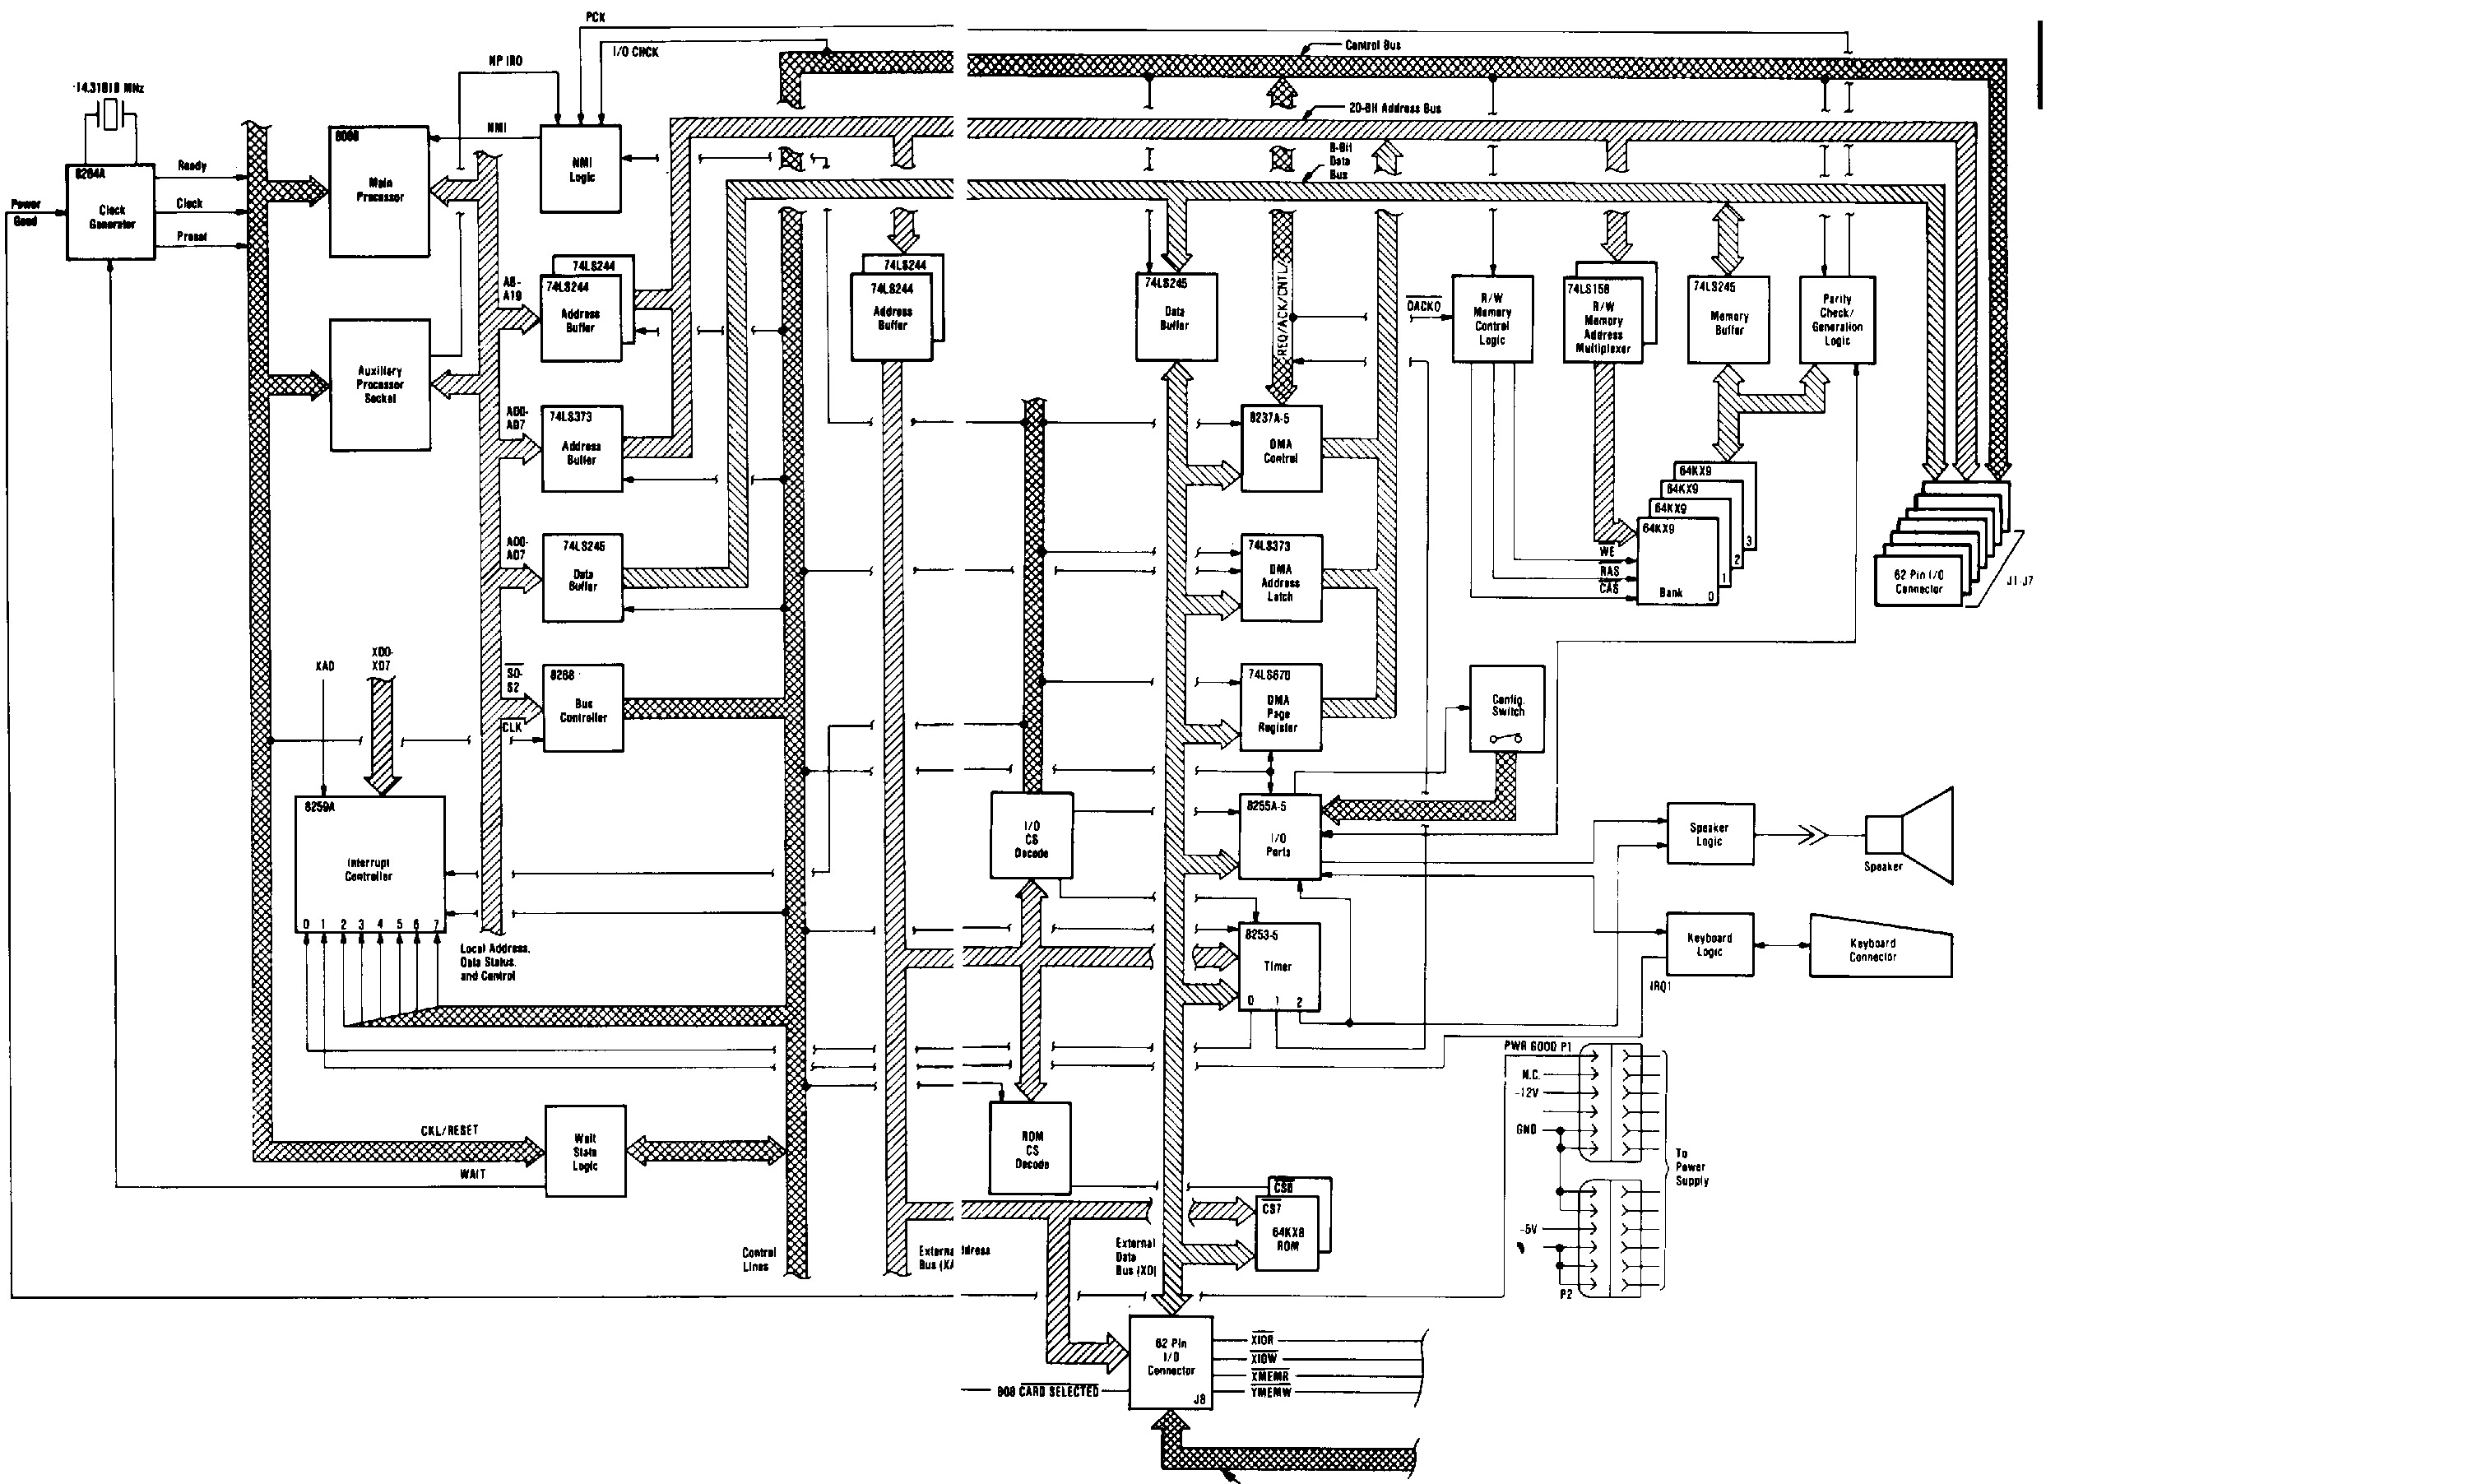 PCK
I/O CHCK
Control Bus
NP IRO
14.31818 MHz
20-Bit Address Bus
8088
NMI
NMI
Logic
8-Bit
Data
Bus
8284A
Ready
Main
Processor
Power
Good
Clock
Generator
Clock
Preset
74LS244
74LS244
Address
Buffer
A8-
A19
74LS244
74LS244
Address
Buffer
74LS245
Data
Buffer
REQ/ACK/CNTL/
DACKO
R/W
Memory
Control
Logic
74LS158
R/W
Memory
Address
Multiplexer
74LS245
Memory
Buffer
Parity
Check/
Generation
Logic
Auxiliary
Processor
Socket
AD0-
AD7
74LS373
Address
Buffer
8237A-5
DMA
Control
64KX9
64KX9
64KX9
64KX9
3
2
1
Bank 0
WE
RAS
CAS
AD0-
AD7
74LS245
Data
Buffer
74LS373
DMA
Address
Latch
62 Pin I/O
Connector
J1-J7
XA0
XD0-
XD7
S0-
S2
8288
Bus
Controller
CLK
74LS670
DMA
Page
Register
Config.
Switch
8259A
Interrupt
Controller
0 1 2 3 4 5 6 7
I/O
CS
Decode
8255A-5
I/O
Ports
Speaker
Logic
Speaker
Local Address,
Data Status,
and Control
8253-5
Timer
0 1 2
Keyboard
Logic
Keyboard
Connector
IRQ1
PWR GOOD P1
N.C.
-12V
GND
To
Power
Supply
-5V
P2
CKL/RESET
WAIT
Wait
State
Logic
ROM
CS
Decode
CS6
CS7
64KX8
ROM
Control
Lines
Externa ddress
Bus (XA
External
Data
Bus (XD)
62 Pin
I/O
Connector
J8
XIOR
XIOW
XMEMR
YMEMW
808 CARD SELECTED